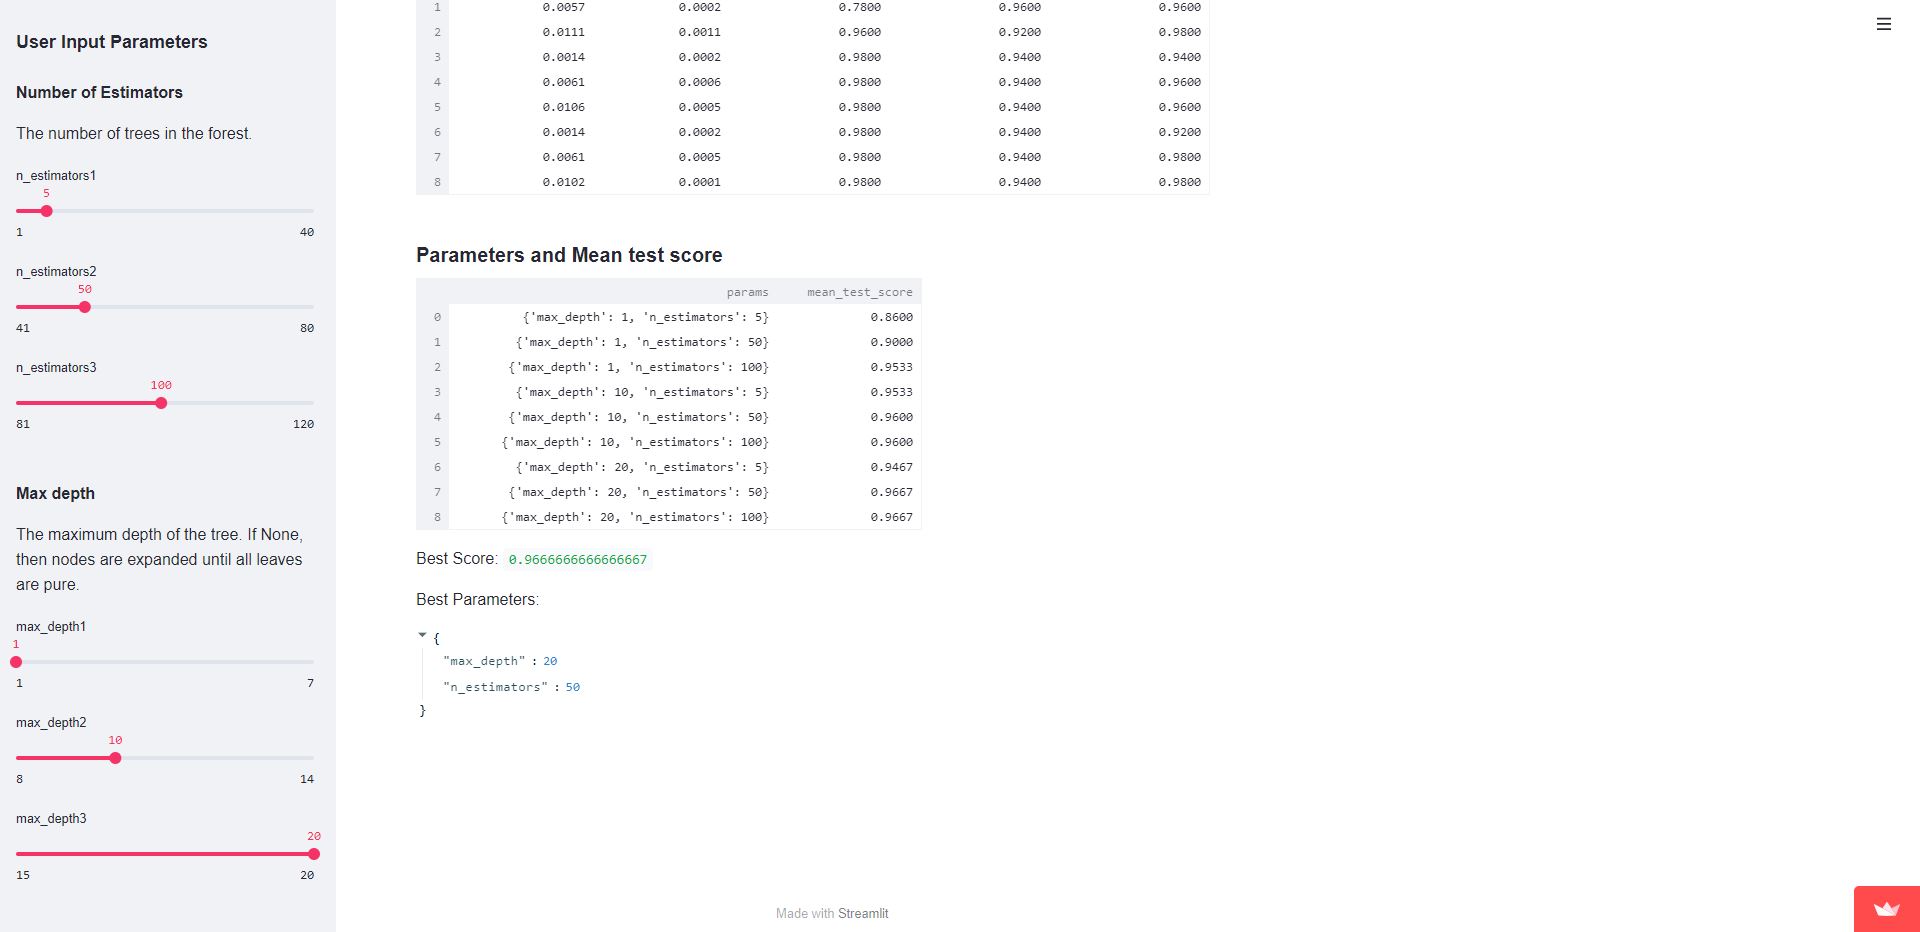 User Input Parameters
Number of Estimators
The number of trees in the forest.
n_estimators1
5
1 40
n_estimators2
50
41 80
n_estimators3
100
81 120
Max depth
The maximum depth of the tree. If None,
then nodes are expanded until all leaves
are pure.
max_depth1
1
1 7
max_depth2
10
8 14
max_depth3
20
15 20
1 0.0057 0.0002 0.7800 0.9600 0.9600
2 0.0111 0.0011 0.9600 0.9200 0.9800
3 0.0014 0.0002 0.9800 0.9400 0.9400
4 0.0061 0.0006 0.9800 0.9400 0.9600
5 0.0106 0.0005 0.9800 0.9400 0.9600
6 0.0014 0.0002 0.9800 0.9400 0.9200
7 0.0061 0.0005 0.9800 0.9400 0.9800
8 0.0102 0.0001 0.9800 0.9400 0.9800
Parameters and Mean test score
params mean_test_score
0 {'max_depth': 1, 'n_estimators': 5} 0.8600
1 {'max_depth': 1, 'n_estimators': 50} 0.9000
2 {'max_depth': 1, 'n_estimators': 100} 0.9533
3 {'max_depth': 10, 'n_estimators': 5} 0.9533
4 {'max_depth': 10, 'n_estimators': 50} 0.9600
5 {'max_depth': 10, 'n_estimators': 100} 0.9600
6 {'max_depth': 20, 'n_estimators': 5} 0.9467
7 {'max_depth': 20, 'n_estimators': 50} 0.9667
8 {'max_depth': 20, 'n_estimators': 100} 0.9667
Best Score: 0.9666666666666667
Best Parameters:
{
"max_depth" : 20
"n_estimators" : 50
}
Made with Streamlit